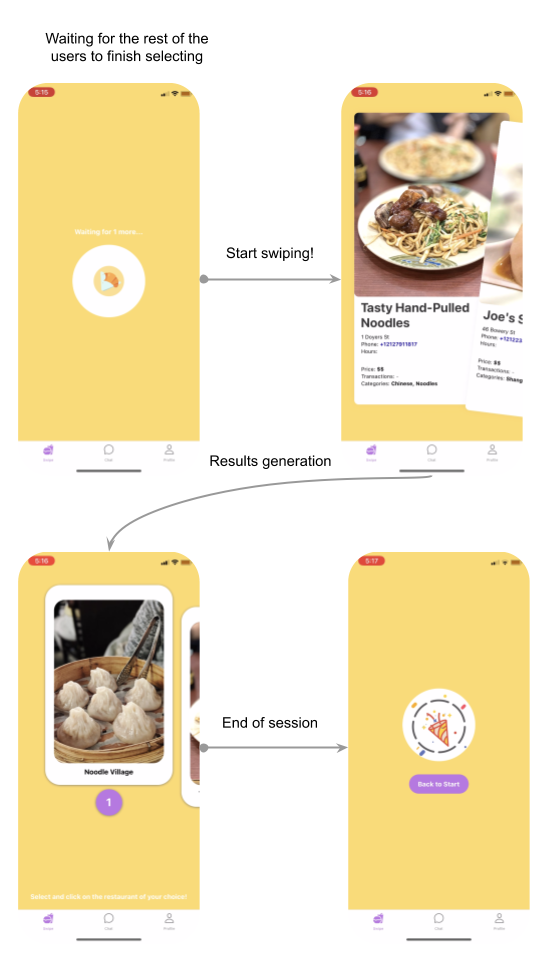 Waiting for the rest of the
users to finish selecting
5:15
Waiting for 1 more...
Swipe
Chat
Profile
Start swiping!
5:16
Tasty Hand-Pulled
Noodles
1 Doyers St
Phone: +12127911817
Hours:
Price: $$
Transactions: -
Categories: Chinese, Noodles
Joe's S
46 Bowery St
Phone: +121223
Hours:
Price: $$
Transactions: -
Categories: Shang
Chat
Profile
Results generation
5:16
Noodle Village
1
Select and click on the restaurant of your choice!
Chat
Profile
End of session
5:17
Back to Start
Chat
Profile